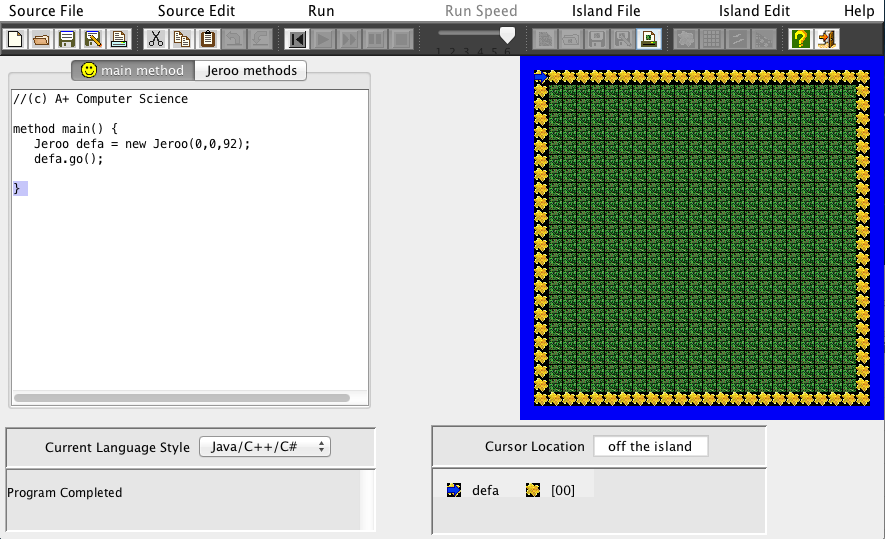 Source File Source Edit Run Run Speed Island File Island Edit Help
1 2 3 4 5 6
main method Jeroo methods
//(c) A+ Computer Science
method main() {
Jeroo defa = new Jeroo(0,0,92);
defa.go();
}
Current Language Style Java/C++/C#
Program Completed
Cursor Location off the island
defa [00]